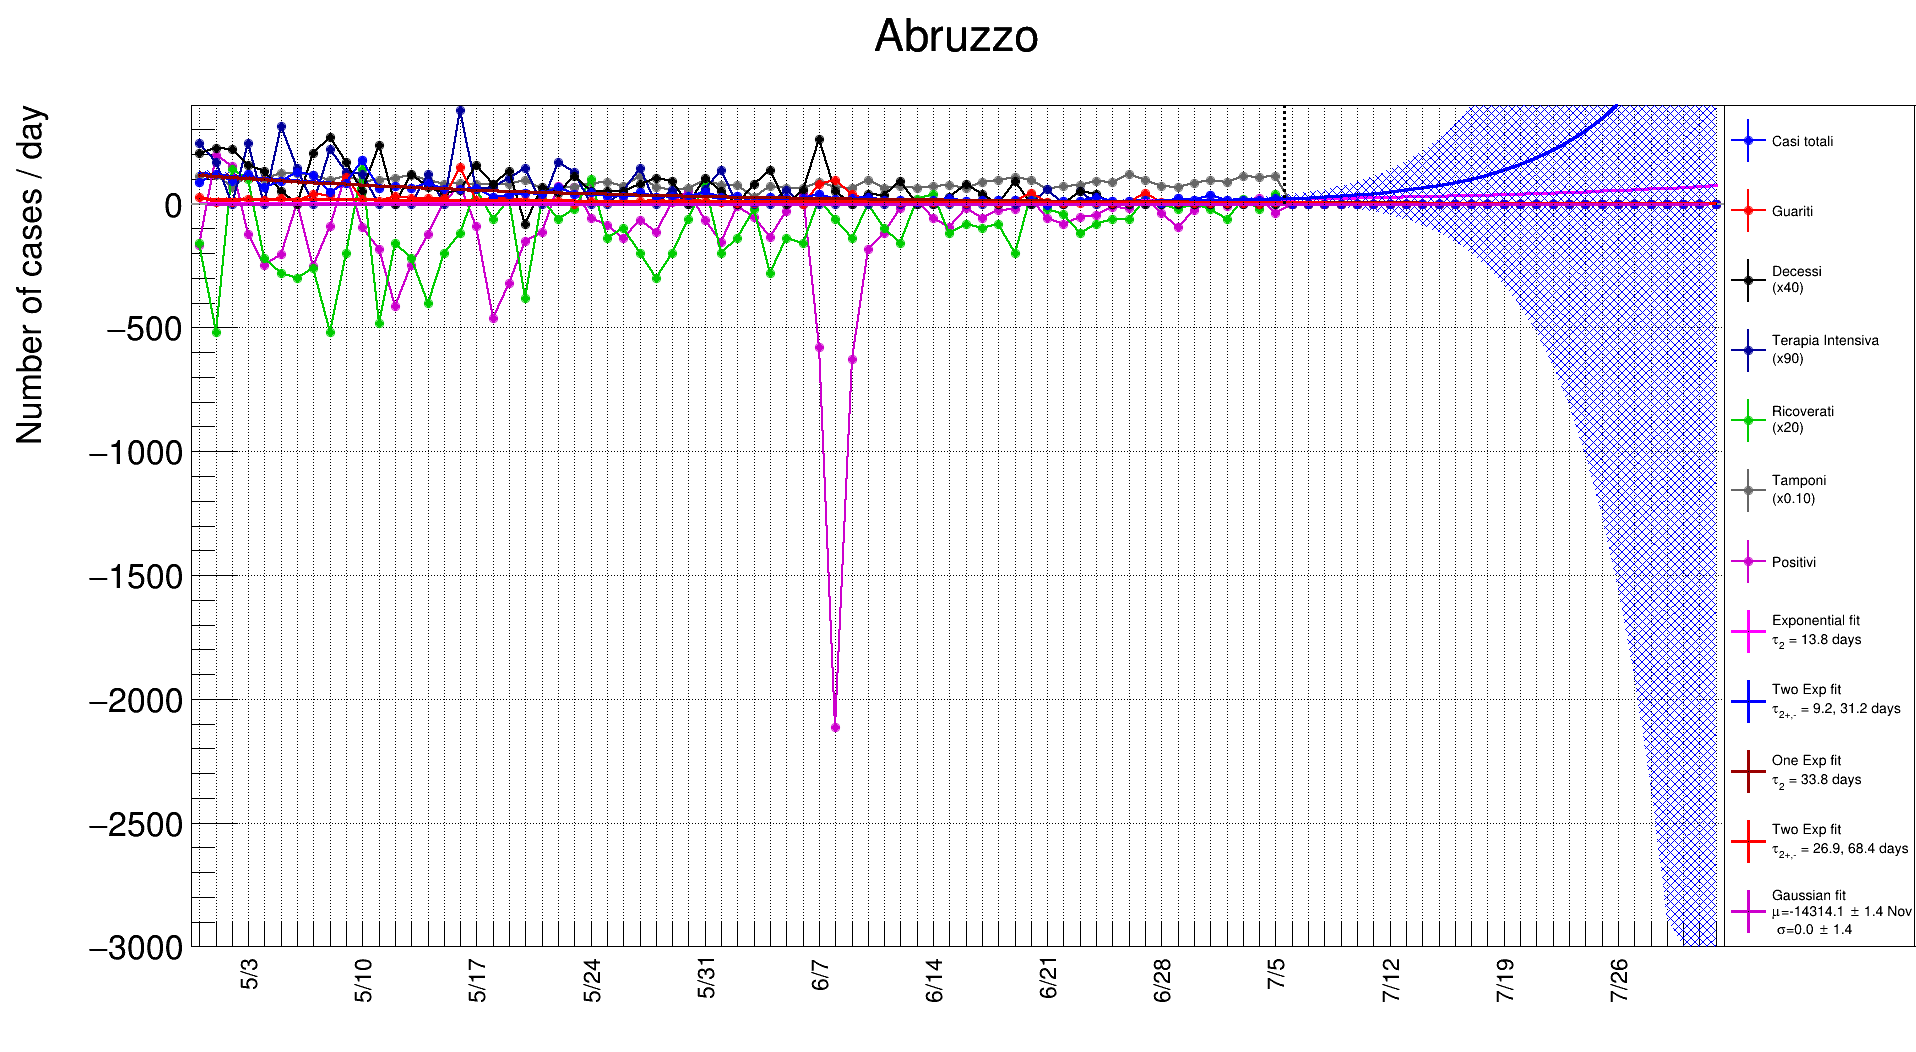 Abruzzo
Number of cases / day
0
−500
−1000
−1500
−2000
−2500
−3000
5/3
5/10
5/17
5/24
5/31
6/7
6/14
6/21
6/28
7/5
7/12
7/19
7/26
Casi totali
Guariti
Decessi
(x40)
Terapia Intensiva
(x90)
Ricoverati
(x20)
Tamponi
(x0.10)
Positivi
Exponential fit
τ2 = 13.8 days
Two Exp fit
τ2+,- = 9.2, 31.2 days
One Exp fit
τ2 = 33.8 days
Two Exp fit
τ2+,- = 26.9, 68.4 days
Gaussian fit
μ=-14314.1 ± 1.4 Nov
σ=0.0 ± 1.4